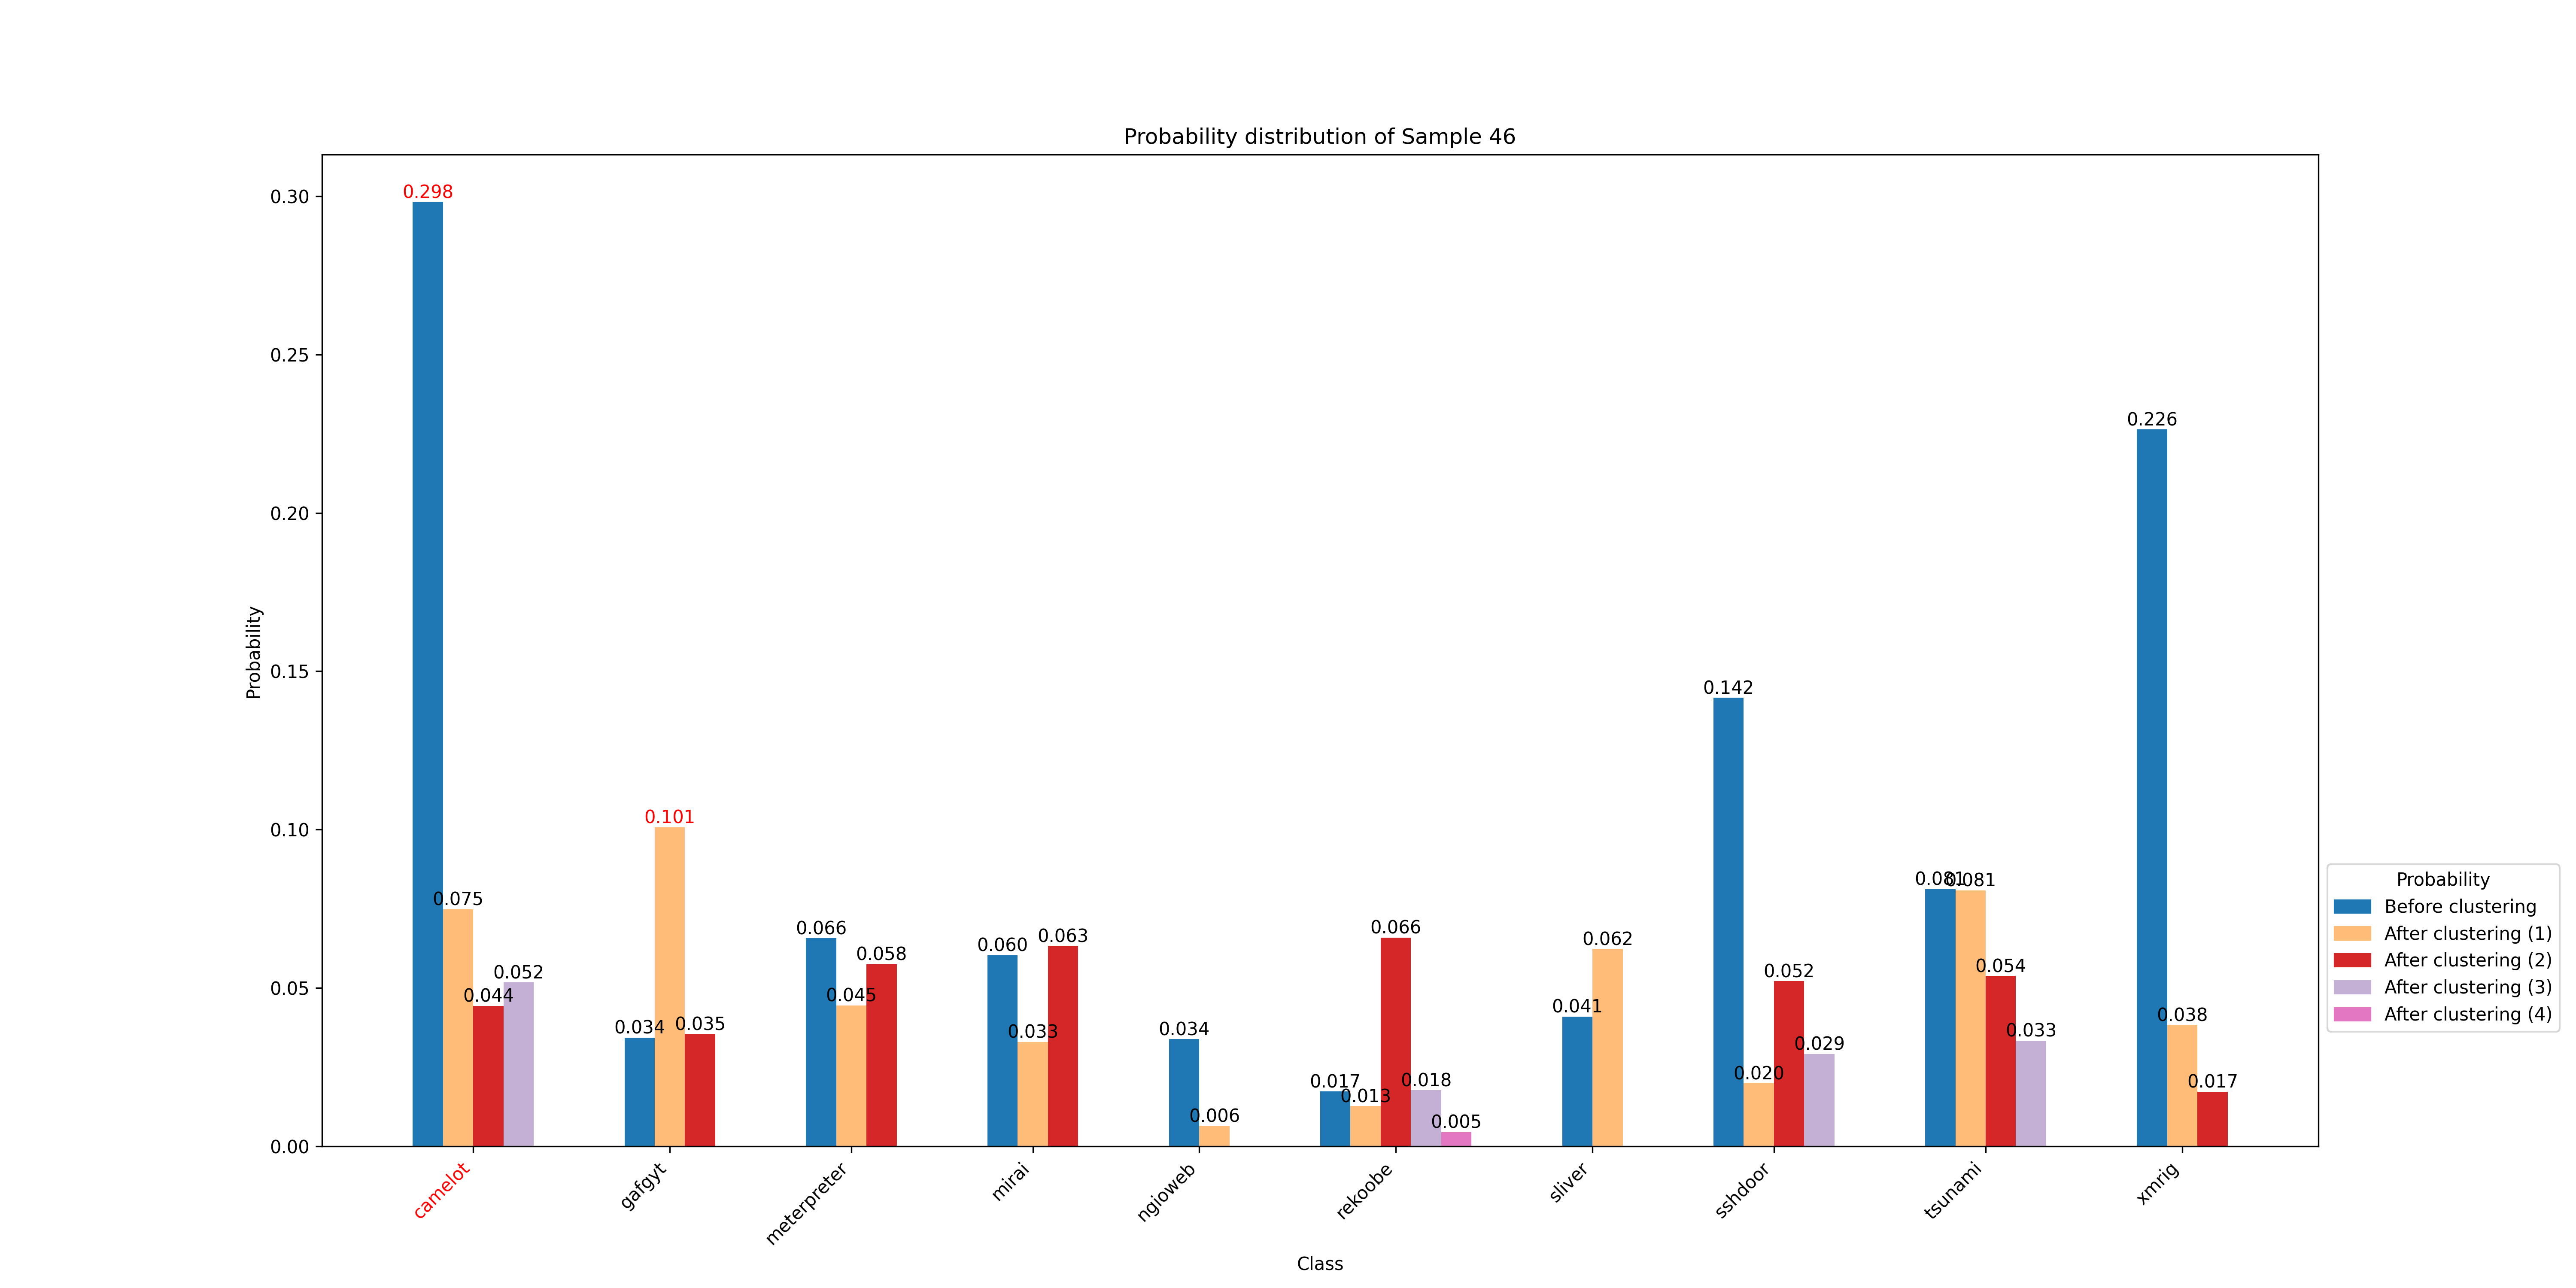 Probability distribution of Sample 46
Probability
0.30
0.25
0.20
0.15
0.10
0.05
0.00
0.298
0.075
0.044
0.052
0.034
0.101
0.035
0.066
0.045
0.058
0.060
0.033
0.063
0.034
0.006
0.017
0.013
0.066
0.018
0.005
0.041
0.062
0.142
0.020
0.052
0.029
0.081
0.081
0.054
0.033
0.226
0.038
0.017
camelot
gafgyt
meterpreter
mirai
ngioweb
rekoobe
sliver
sshdoor
tsunami
xmrig
Class
Probability
Before clustering
After clustering (1)
After clustering (2)
After clustering (3)
After clustering (4)